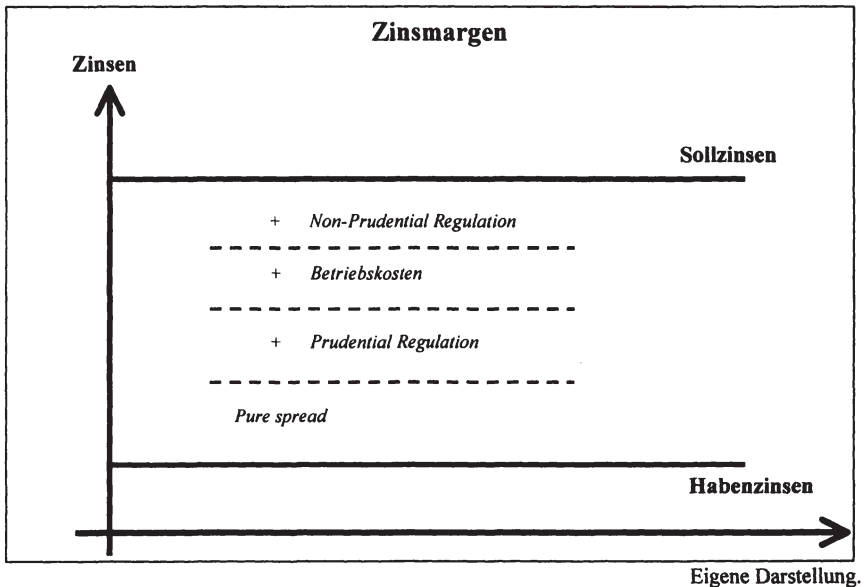 Zinsmargen
Zinsen
Sollzinsen
+ Non-Prudential Regulation
+ Betriebskosten
+ Prudential Regulation
Pure spread
Habenzinsen
Eigene Darstellung.